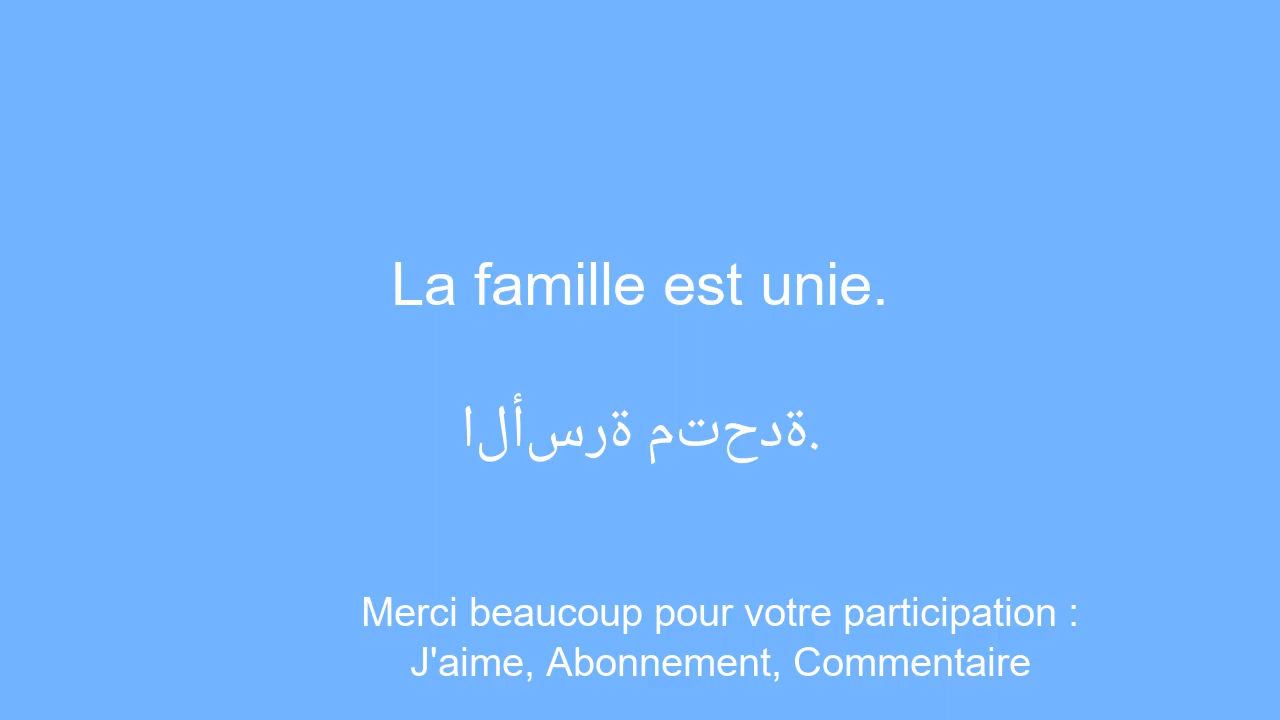 La famille est unie.
الأسرة متحدة.
Merci beaucoup pour votre participation :
J'aime, Abonnement, Commentaire